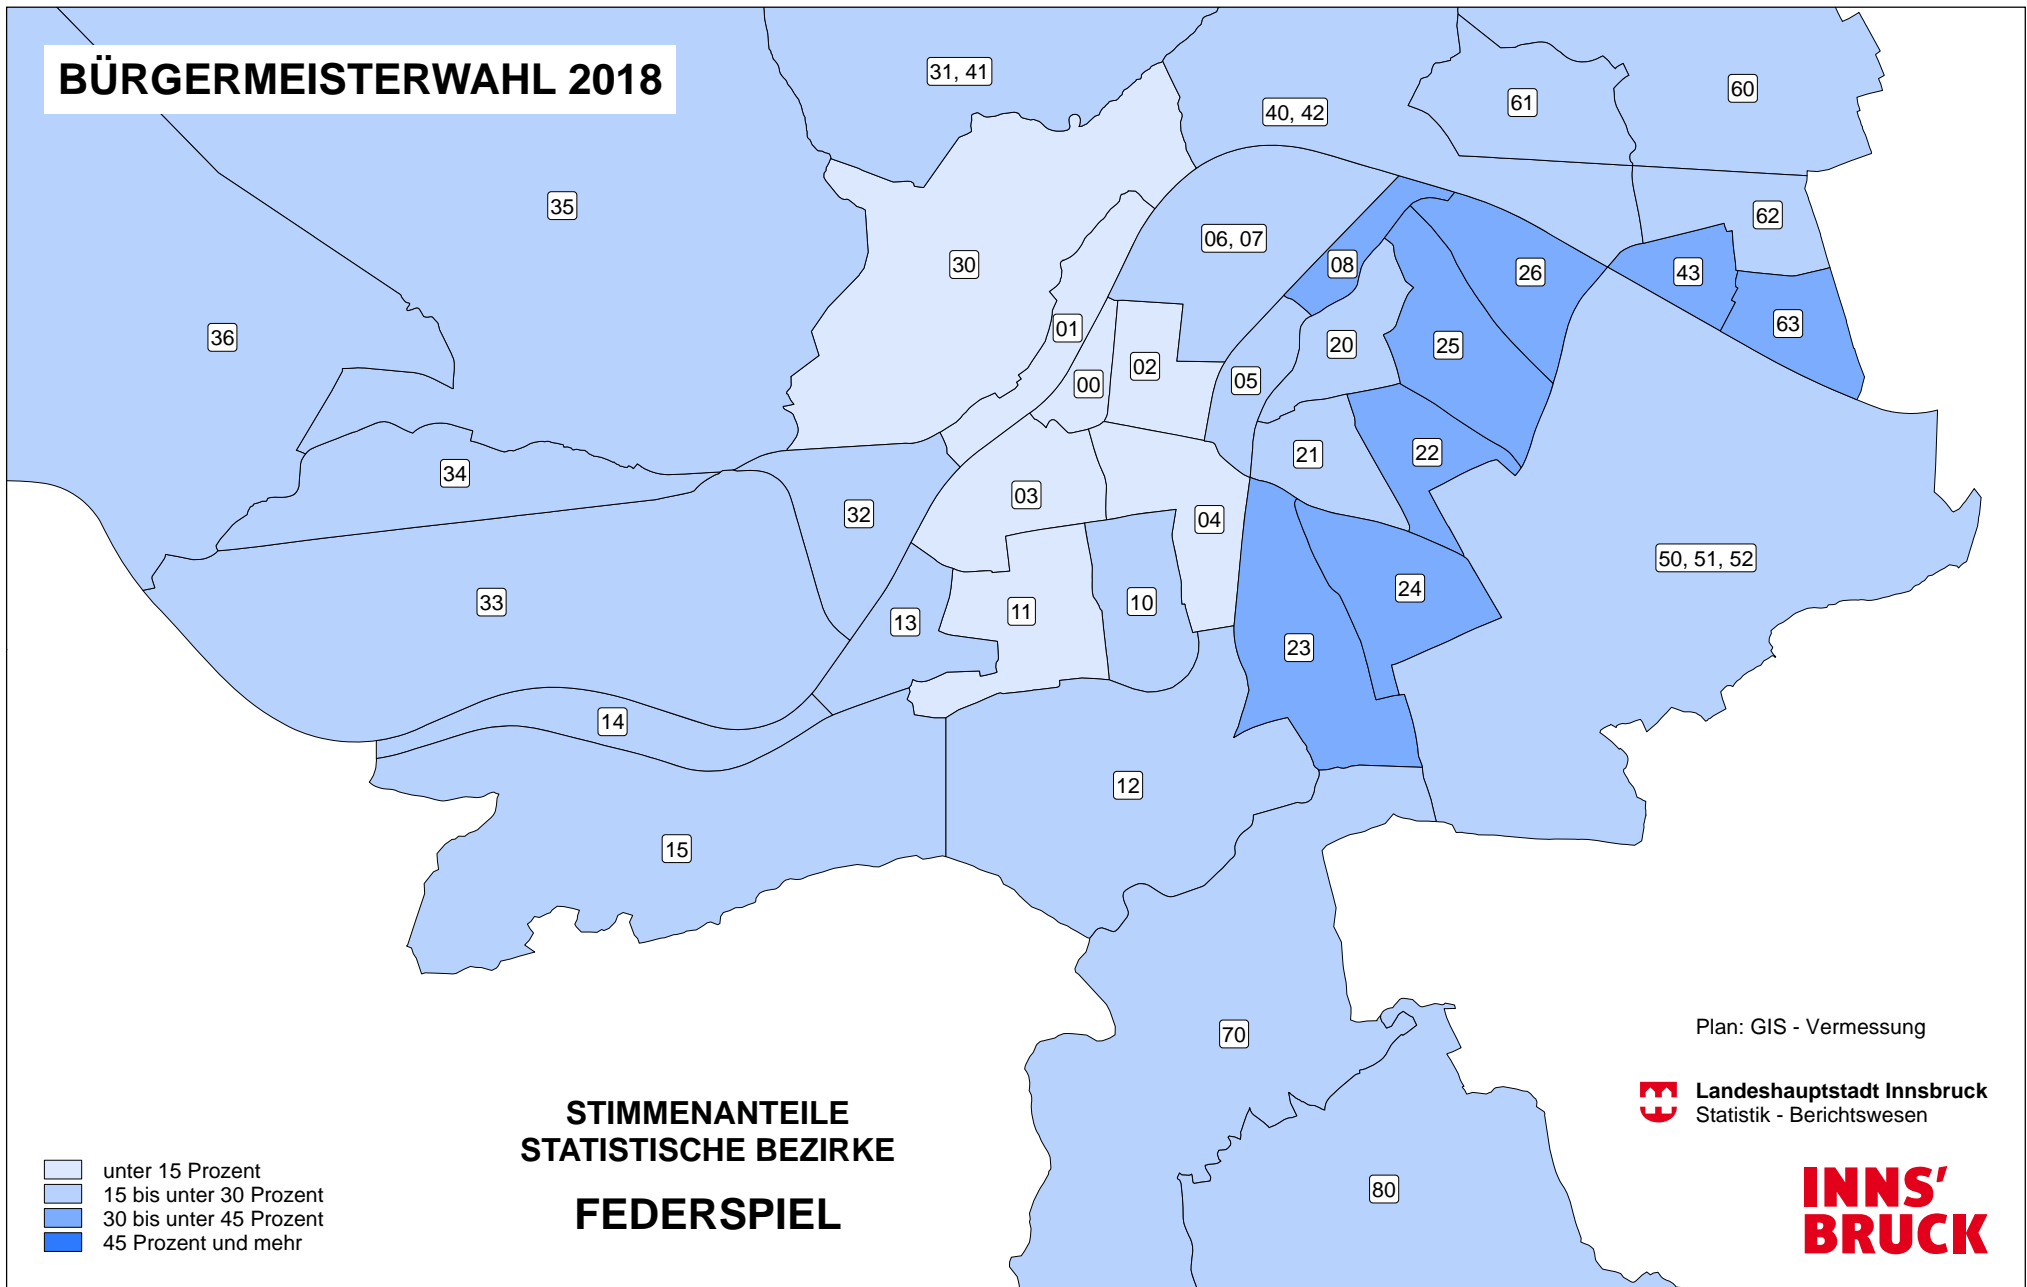 BÜRGERMEISTERWAHL 2018
31, 41
60
61
40, 42
35
62
06, 07
30
08
26
43
63
01
36
20
25
02
05
00
22
21
34
03
32
04
50, 51, 52
24
33
10
11
13
23
14
12
15
70
80
Plan: GIS - Vermessung
Landeshauptstadt Innsbruck
Statistik - Berichtswesen
STIMMENANTEILE
STATISTISCHE BEZIRKE
FEDERSPIEL
unter 15 Prozent
15 bis unter 30 Prozent
30 bis unter 45 Prozent
45 Prozent und mehr
INNS'
BRUCK